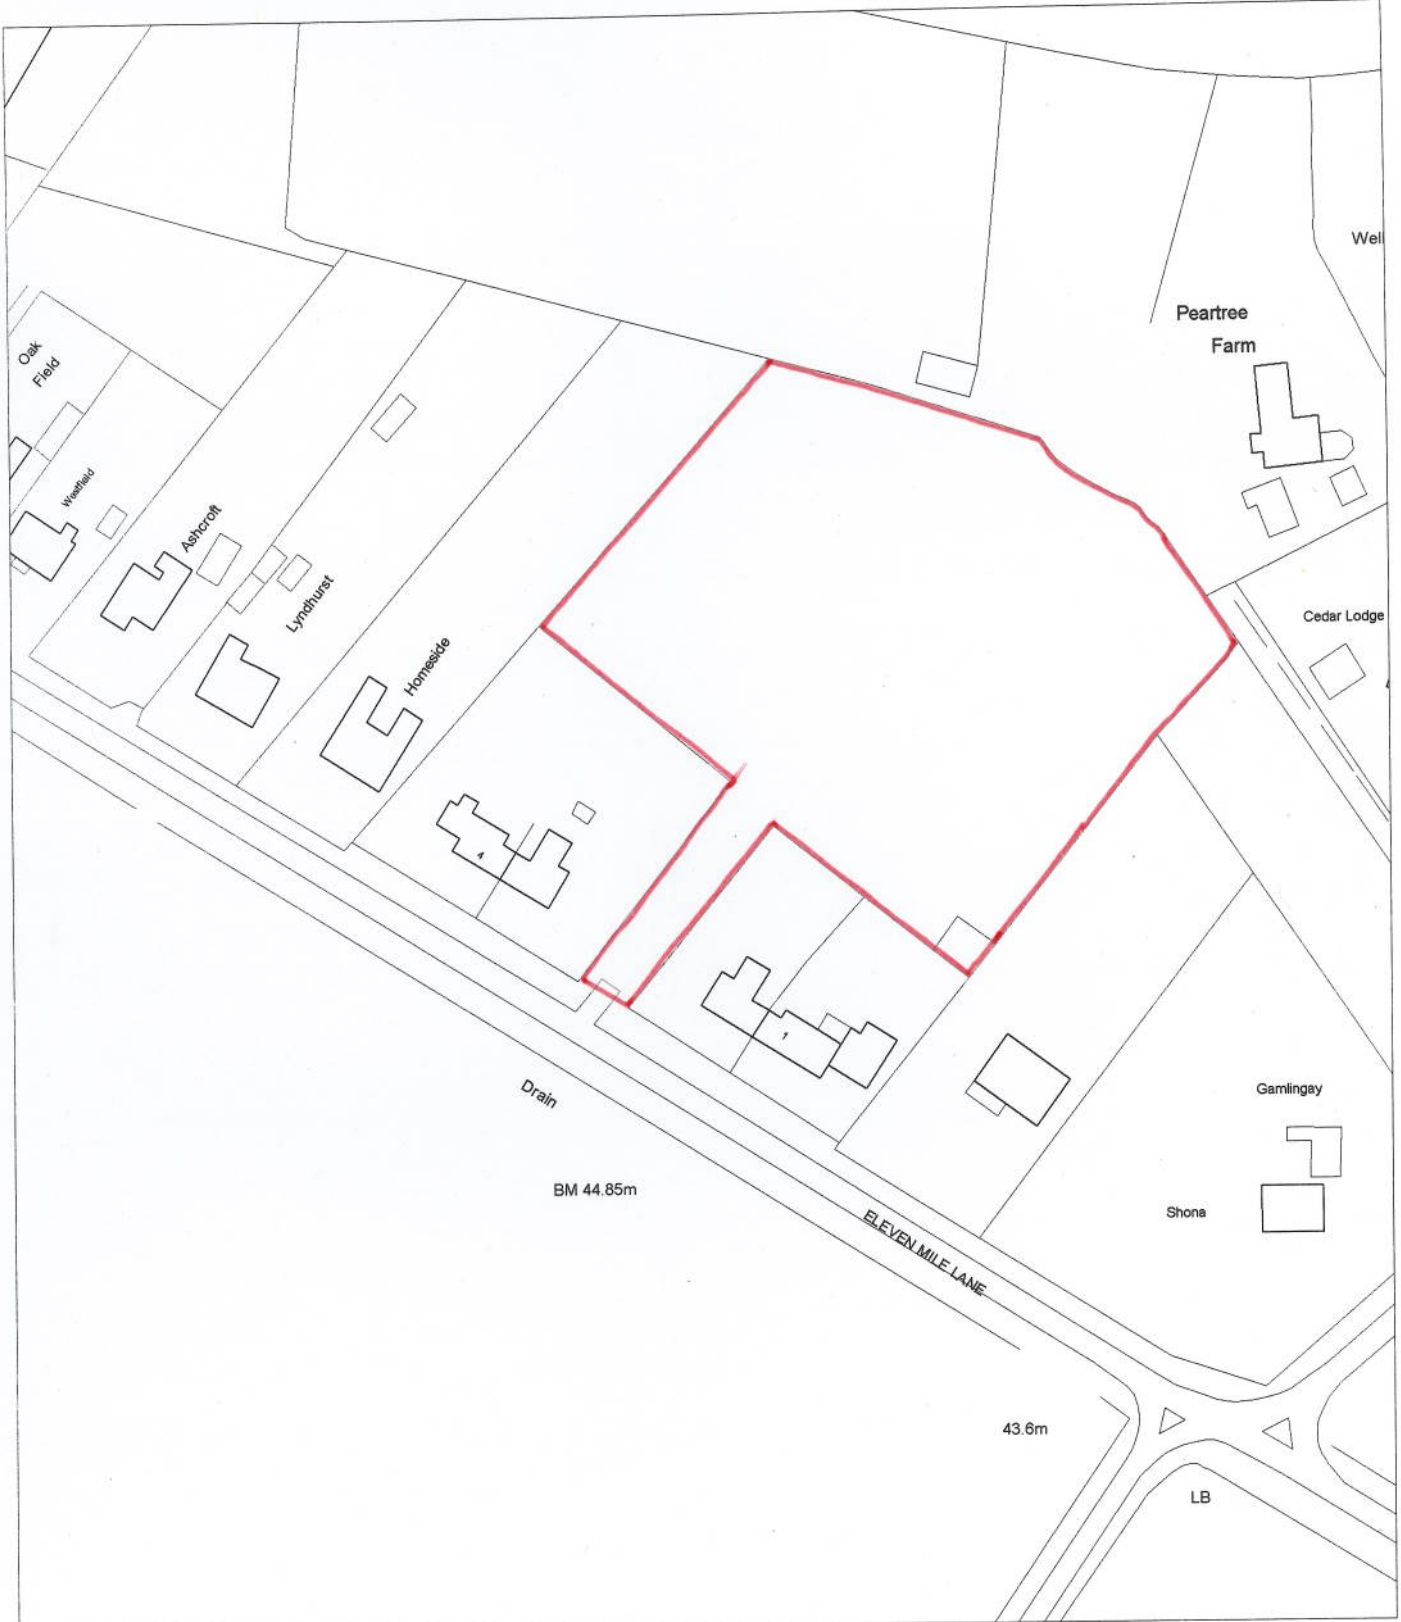 Well
Peartree
Farm
Oak
Field
Westfield
Ashcroft
Lyndhurst
Cedar Lodge
Homeside
4
1
Drain
Gamlingay
BM 44.85m
Shona
ELEVEN MILE LANE
43.6m
LB